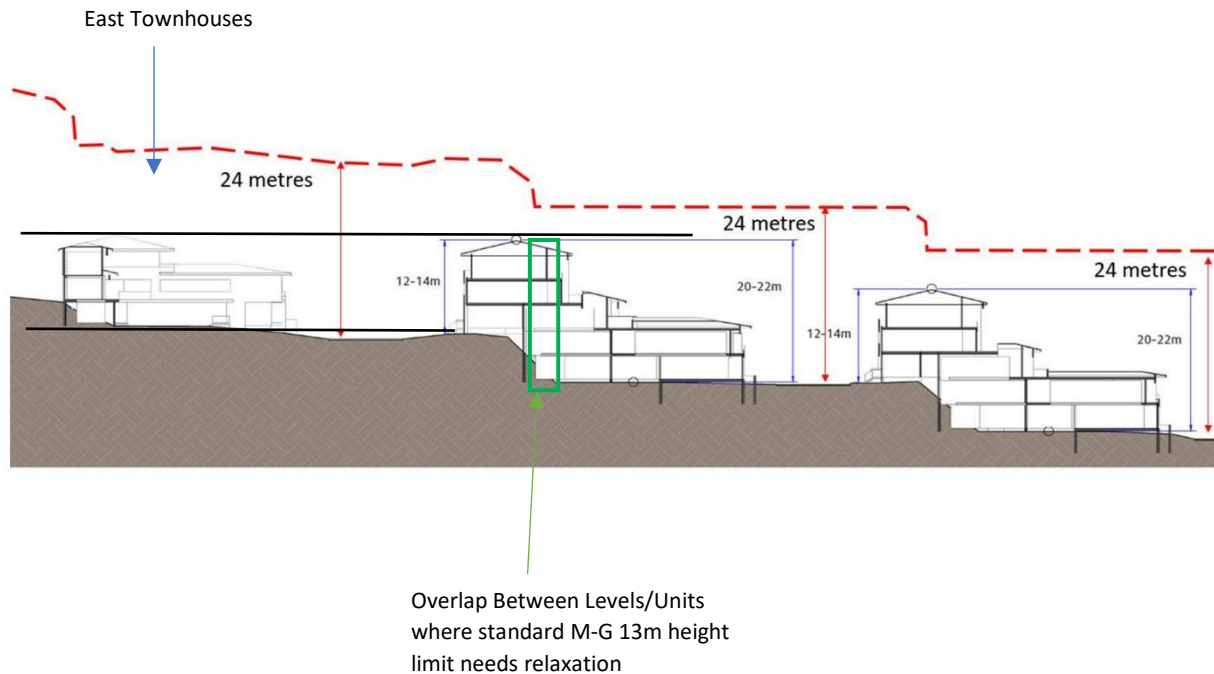 East Townhouses
24 metres
24 metres
24 metres
12-14m
20-22m
12-14m
20-22m
Overlap Between Levels/Units
where standard M-G 13m height
limit needs relaxation